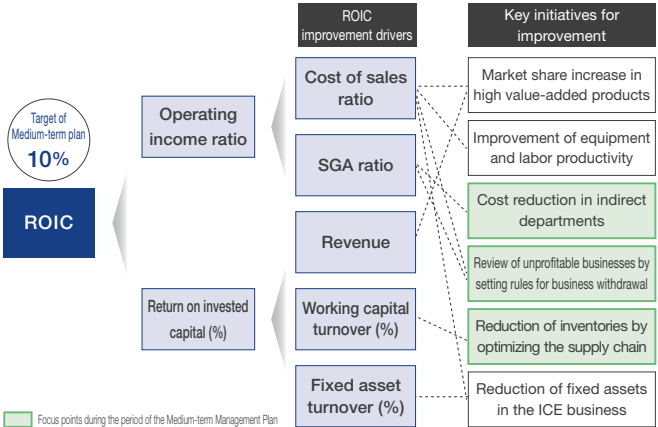 ROIC
improvement drivers
Key initiatives for
improvement
Target of
Medium-term plan
10%
ROIC
Operating
income ratio
Return on invested
capital (%)
Cost of sales
ratio
SGA ratio
Revenue
Working capital
turnover (%)
Fixed asset
turnover (%)
Market share increase in
high value-added products
Improvement of equipment
and labor productivity
Cost reduction in indirect
departments
Review of unprofitable businesses by
setting rules for business withdrawal
Reduction of inventories by
optimizing the supply chain
Reduction of fixed assets
in the ICE business
Focus points during the period of the Medium-term Management Plan